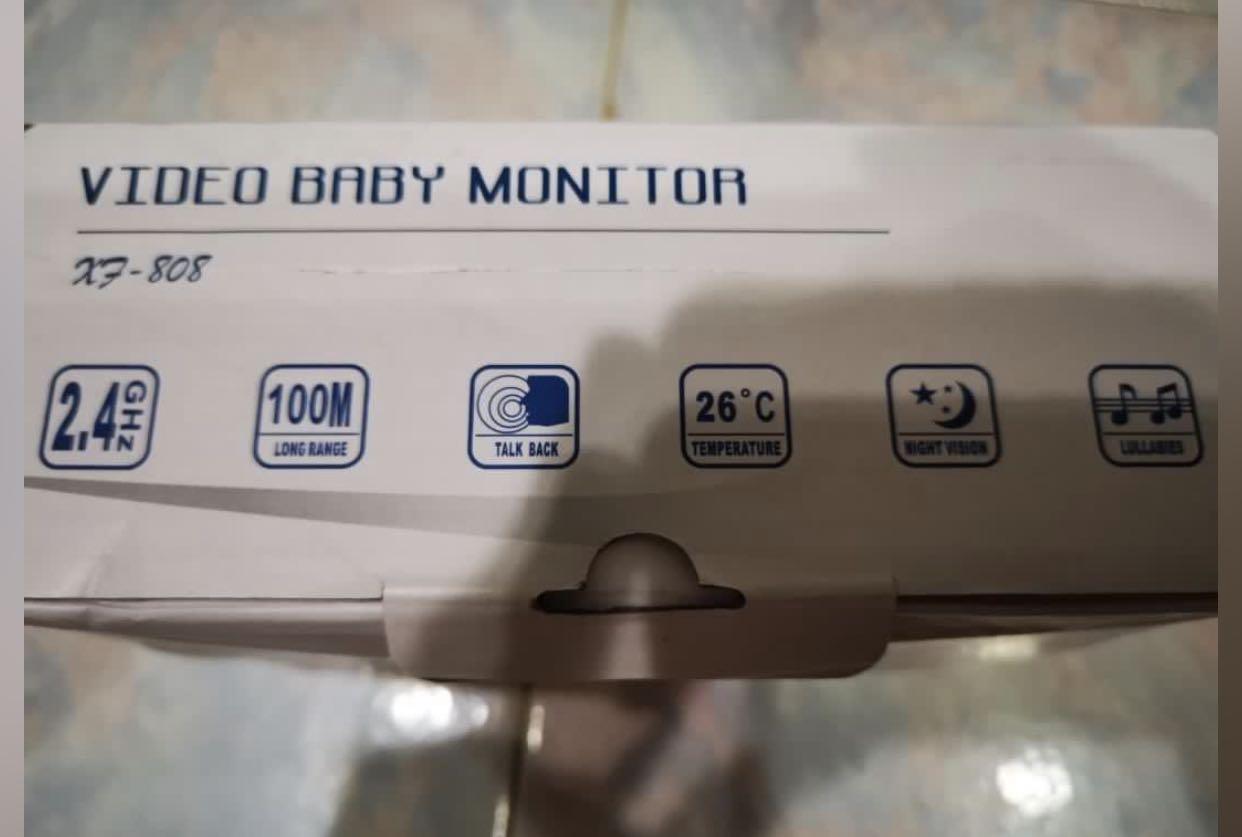 VIDEO BABY MONITOR
XF-808
2.4 GHZ
100M
LONG RANGE
TALK BACK
26°C
TEMPERATURE
NIGHT VISION
LULLABIES